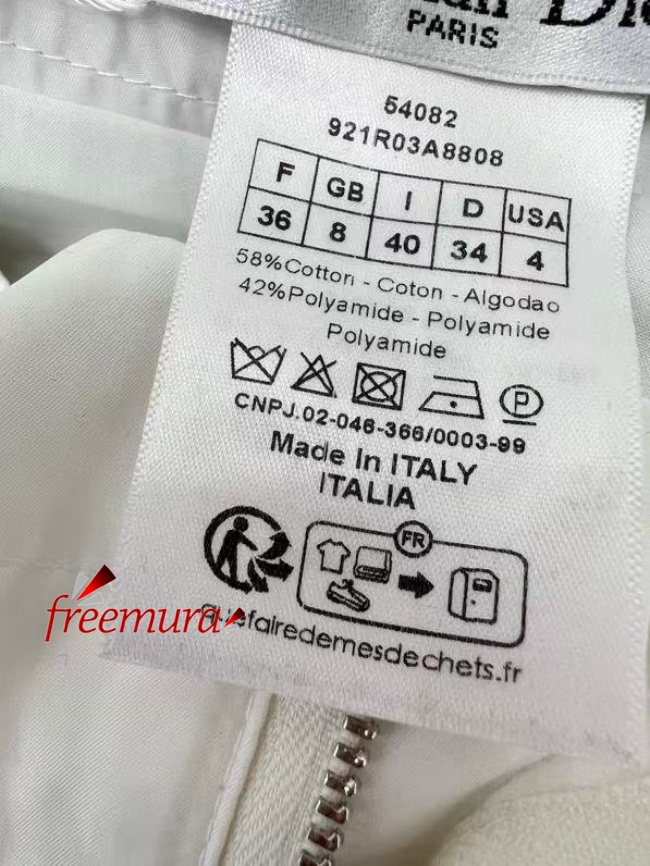 PARIS
54082
921R03A8808
F GB I D USA
36 8 40 34 4
58%Cotton - Coton - Algodao
42%Polyamide - Polyamide
Polyamide
P
CNPJ.02-046-366/0003-99
Made In ITALY
ITALIA
FR
freemura
quefairedemesdechets.fr